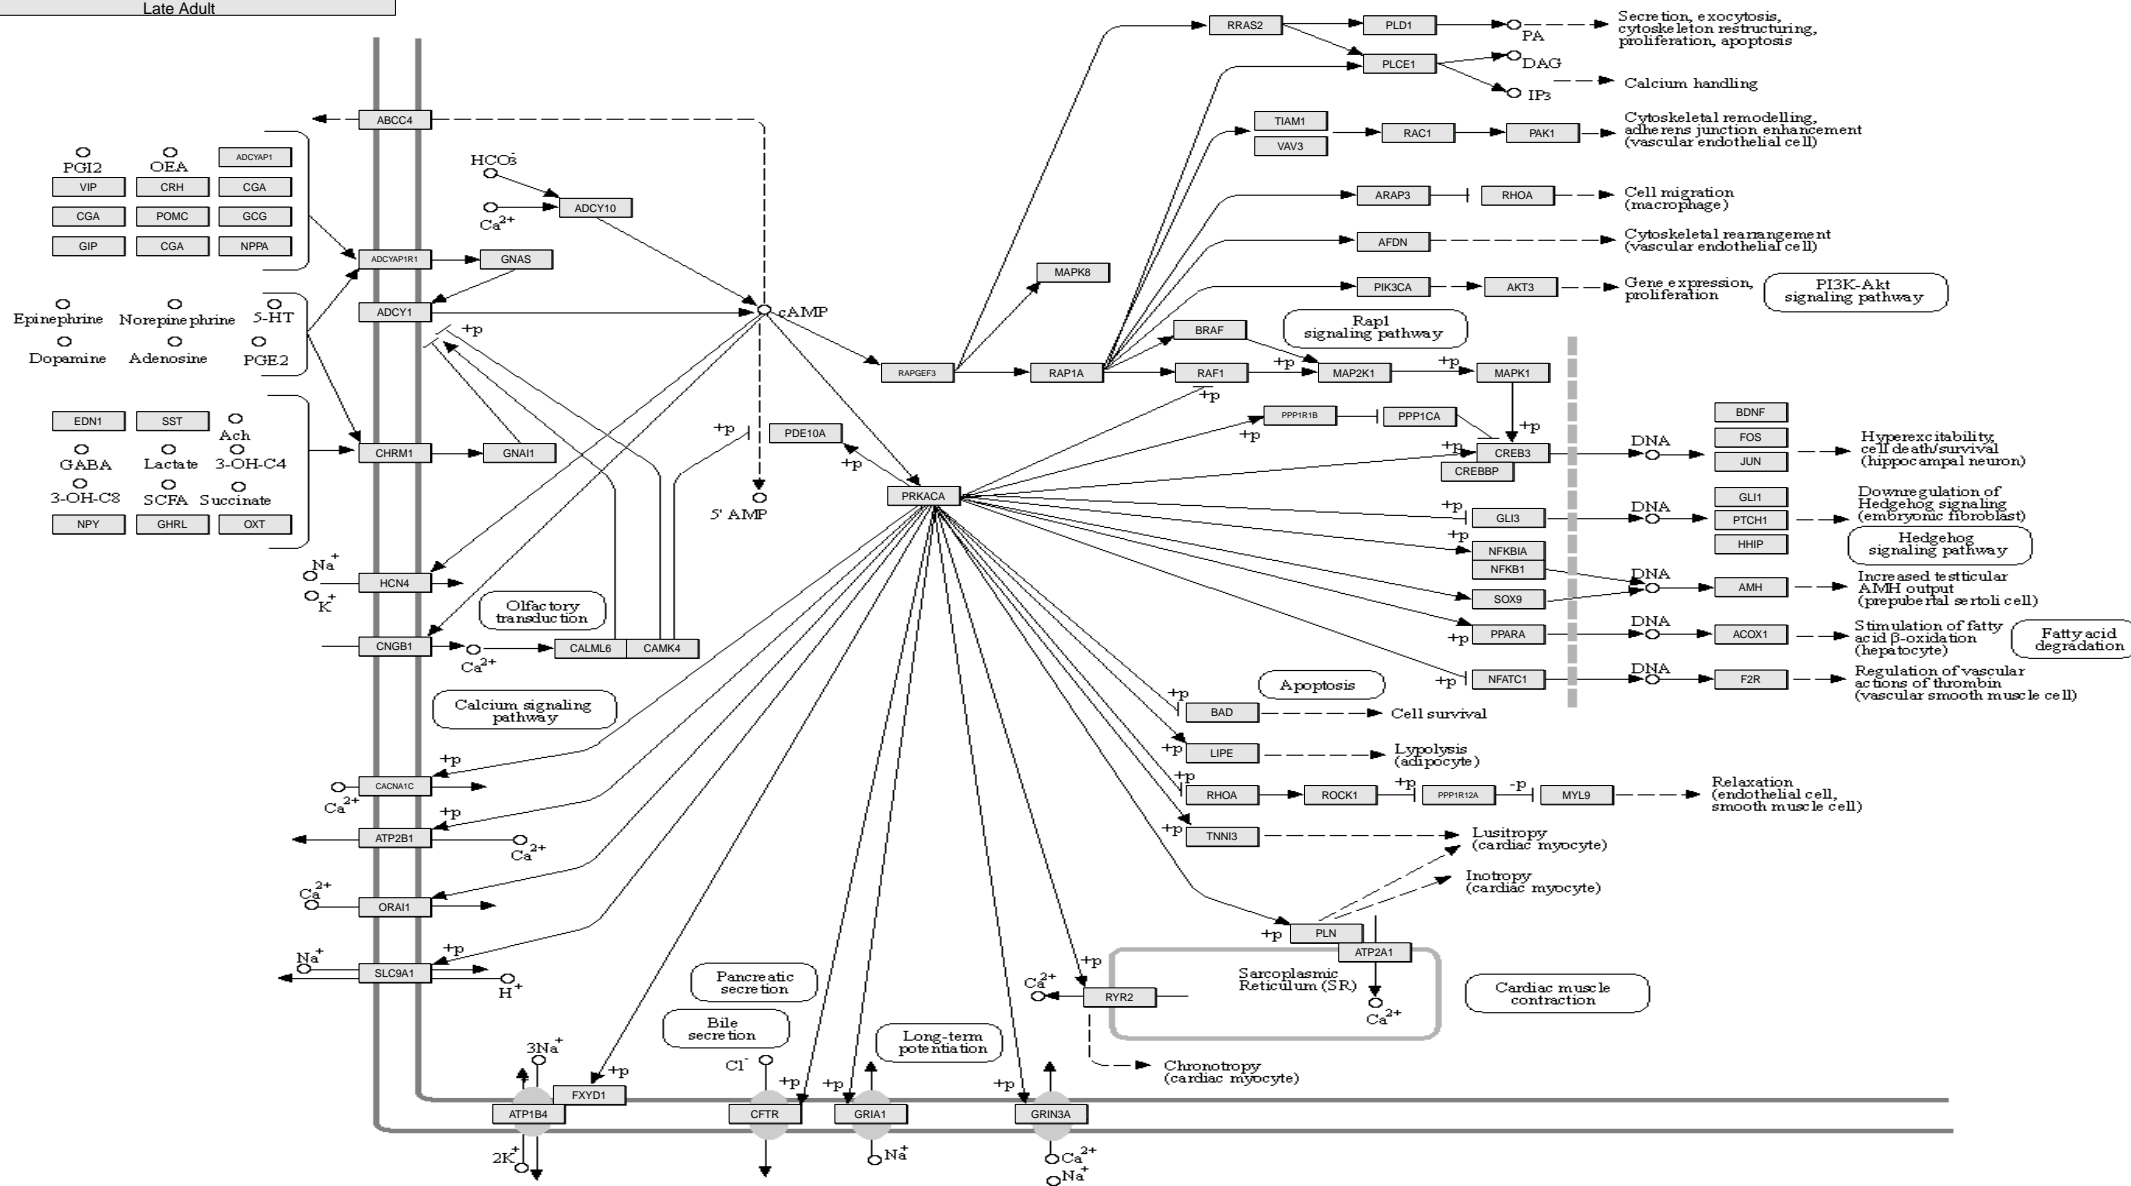 Late Adult
RRAS2
PLD1
PA
Secretion, exocytosis,
cytoskeleton restructuring,
proliferation, apoptosis
PLCE1
DAG
IP3
Calcium handling
ABCC4
TIAM1
VAV3
RAC1
PAK1
Cytoskeletal remodelling,
adherens junction enhancement
(vascular endothelial cell)
PGI2
OEA
ADCYAP1
VIP
CRH
CGA
CGA
POMC
GCG
GIP
CGA
NPPA
HCO3-
Ca2+
ADCY10
ARAP3
RHOA
Cell migration
(macrophage)
AFDN
Cytoskeletal rearrangement
(vascular endothelial cell)
ADCYAP1R1
GNAS
MAPK8
PIK3CA
AKT3
Gene expression,
proliferation
PI3K-Akt
signaling pathway
Epinephrine
Norepinephrine
5-HT
Dopamine
Adenosine
PGE2
ADCY1
+p
cAMP
BRAF
Rap1
signaling pathway
RAPGEF3
RAP1A
RAF1
+p
MAP2K1
+p
MAPK1
+p
EDN1
SST
Ach
GABA
Lactate
3-OH-C4
3-OH-C8
SCFA
Succinate
NPY
GHRL
OXT
CHRM1
GNAI1
+p
PDE10A
+p
5' AMP
PRKACA
PPP1R1B
+p
PPP1CA
+p
+p
CREB3
CREBBP
DNA
BDNF
FOS
JUN
Hyperexcitability,
cell death/survival
(hippocampal neuron)
+p
GLI3
DNA
GLI1
PTCH1
HHIP
Downregulation of
Hedgehog signaling
(embryonic fibroblast)
Hedgehog
signaling pathway
+p
NFKBIA
NFKB1
SOX9
DNA
AMH
Increased testticular
AMH output
(prepubertal sertoli cell)
+p
PPARA
DNA
ACOX1
Stimulation of fatty
acid β-oxidation
(hepatocyte)
Fatty acid
degradation
+p
NFATC1
DNA
F2R
Regulation of vascular
actions of thrombin
(vascular smooth muscle cell)
Na+
K+
HCN4
Olfactory
transduction
CNGB1
Ca2+
CALML6
CAMK4
Calcium signaling
pathway
+p
BAD
Apoptosis
Cell survival
+p
LIPE
Lypolysis
(adipocyte)
+p
RHOA
ROCK1
+p
PPP1R12A
-p
MYL9
Relaxation
(endothelial cell,
smooth muscle cell)
+p
TNNI3
Lusitropy
(cardiac myocyte)
Inotropy
(cardiac myocyte)
+p
PLN
ATP2A1
Sarcoplasmic
Reticulum (SR)
Ca2+
Cardiac muscle
contraction
+p
CACNA1C
Ca2+
+p
ATP2B1
Ca2+
Ca2+
ORAI1
+p
Na+
SLC9A1
H+
+p
Ca2+
RYR2
Chronotropy
(cardiac myocyte)
Pancreatic
secretion
Bile
secretion
Long-term
potentiation
3Na+
+p
FXYD1
ATP1B4
2K+
Cl-
+p
CFTR
+p
GRIA1
Na+
+p
GRIN3A
Ca2+
Na+